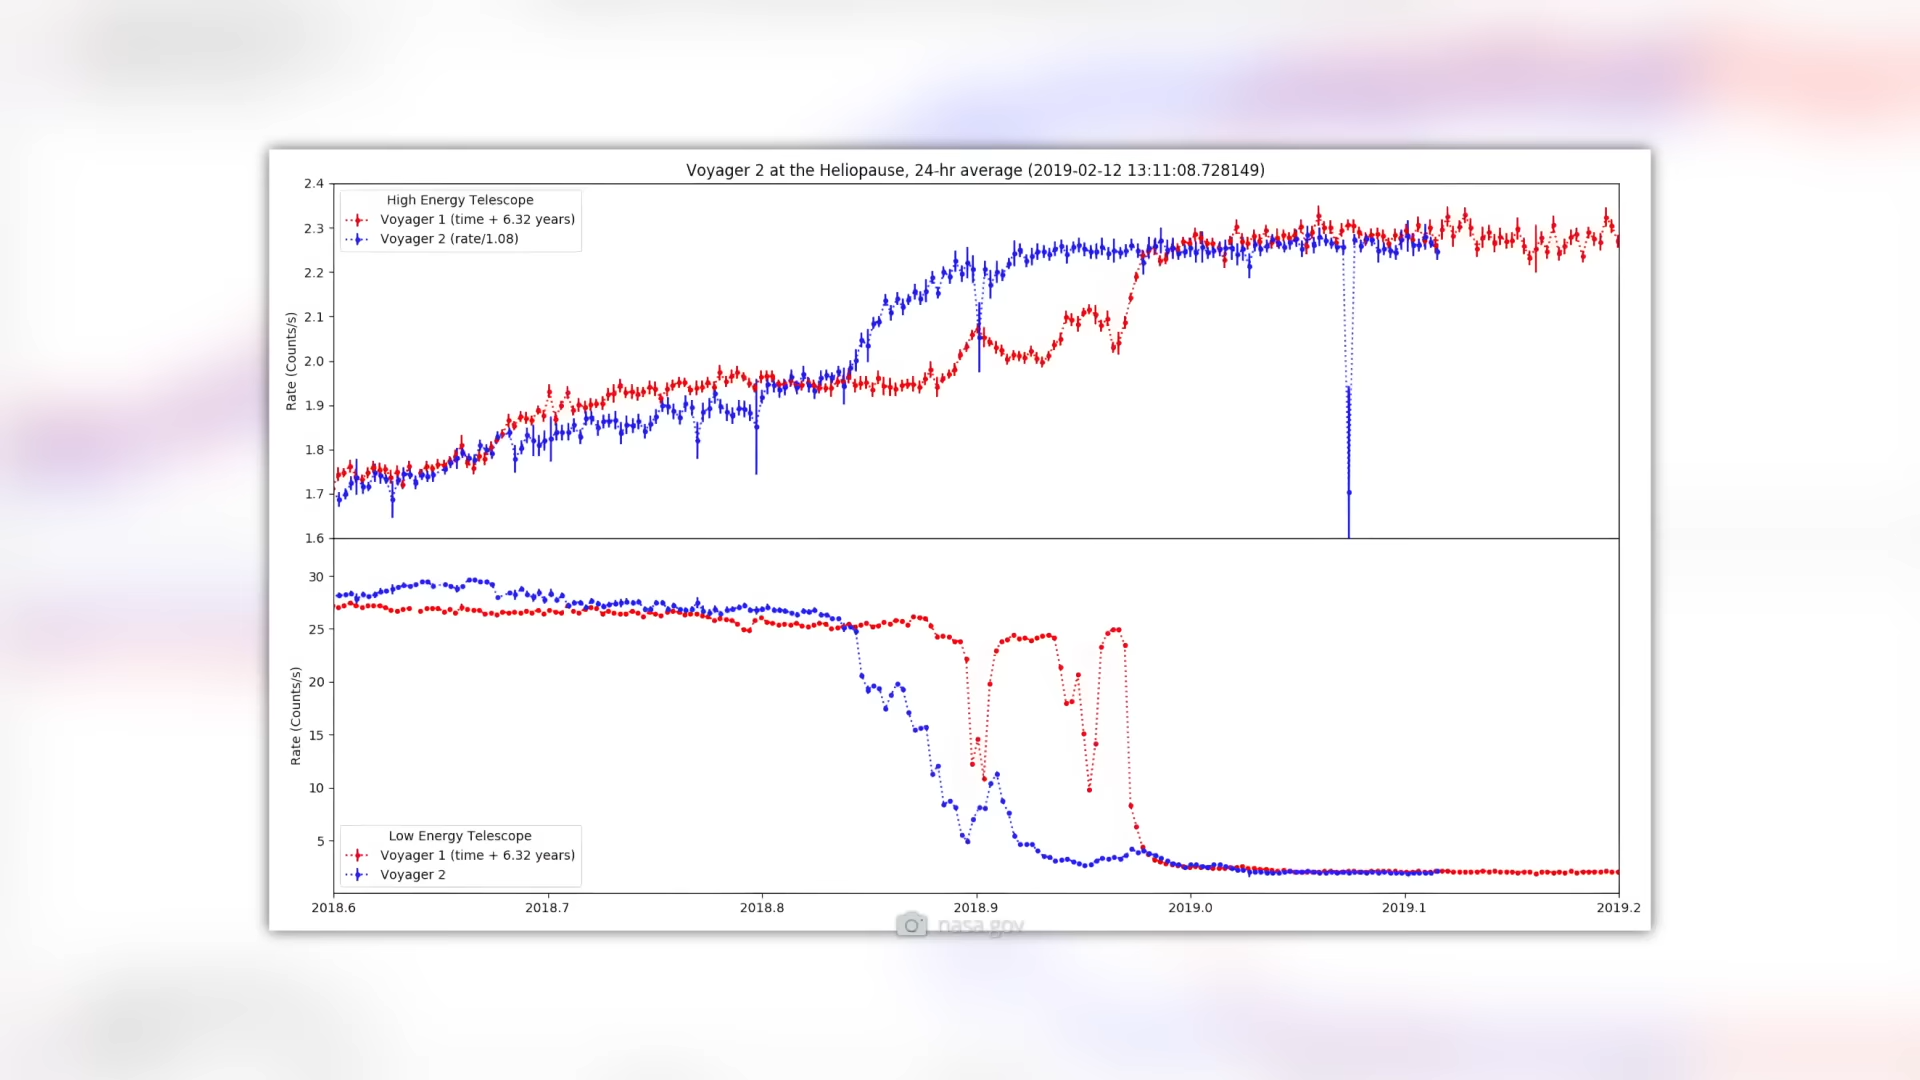 Voyager 2 at the Heliopause, 24-hr average (2019-02-12 13:11:08.728149)
2.4
2.3
2.2
2.1
2.0
1.9
1.8
1.7
1.6
Rate (Counts/s)
High Energy Telescope
Voyager 1 (time + 6.32 years)
Voyager 2 (rate/1.08)
30
25
20
15
10
5
Rate (Counts/s)
Low Energy Telescope
Voyager 1 (time + 6.32 years)
Voyager 2
2018.6 2018.7 2018.8 2018.9 2019.0 2019.1 2019.2
nasa.gov